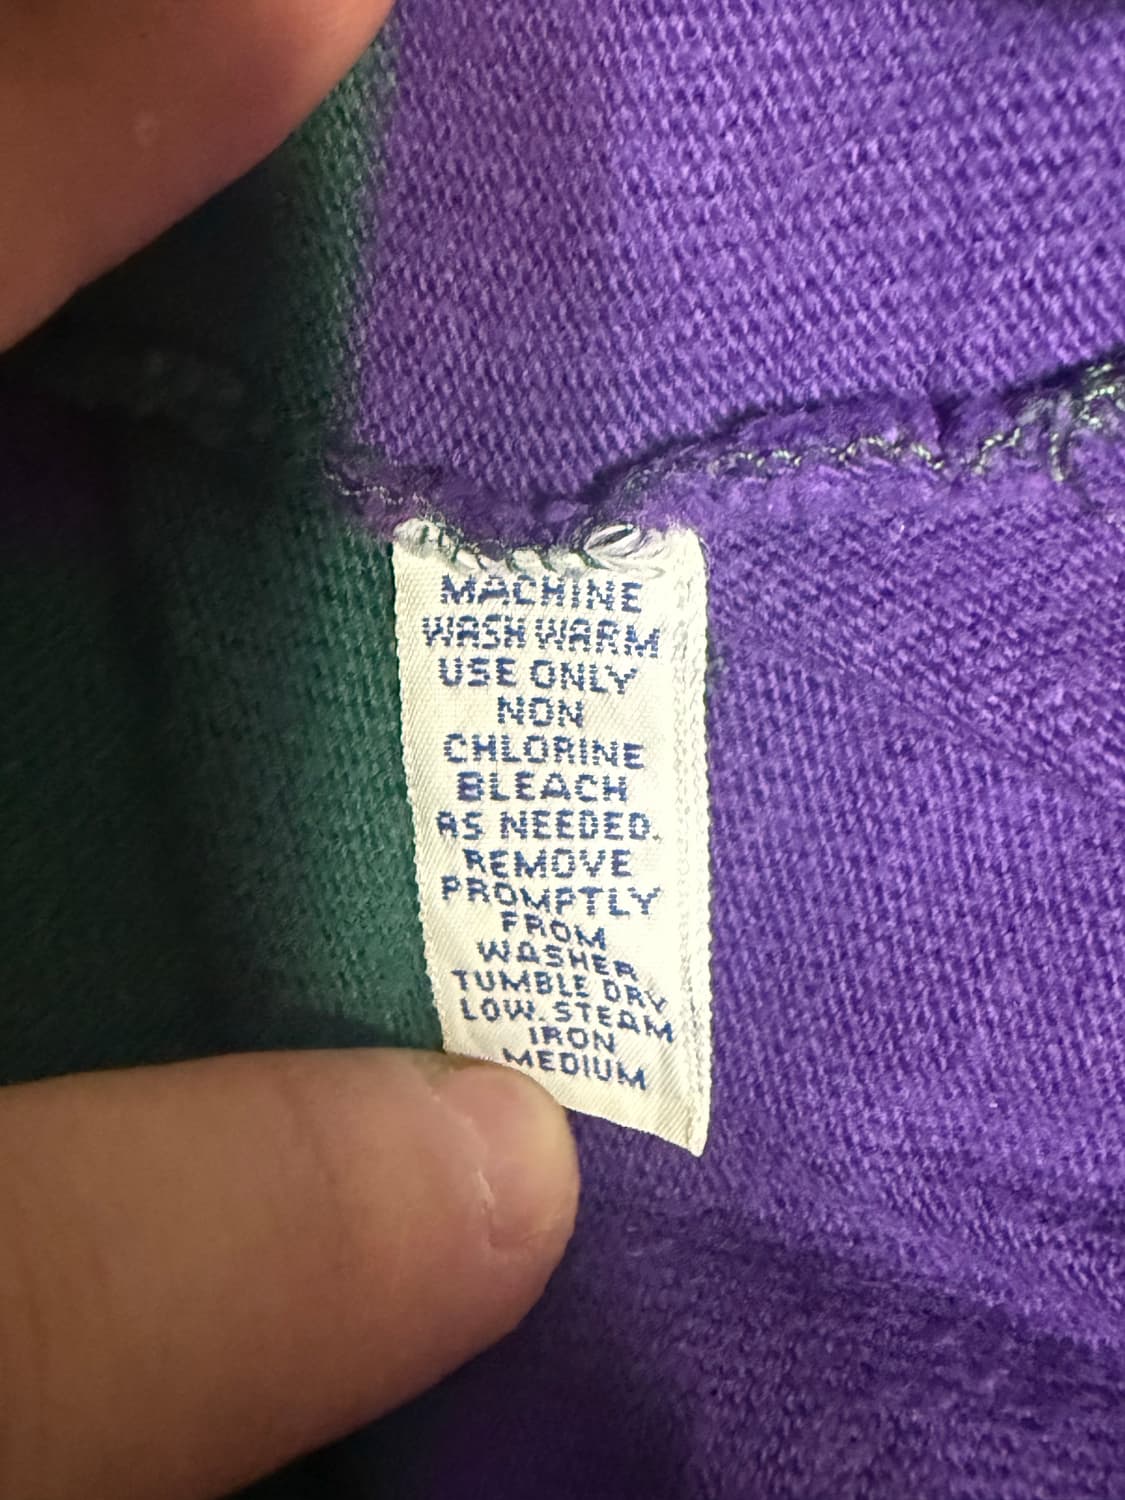 MACHINE
WASH WARM
USE ONLY
NON
CHLORINE
BLEACH
AS NEEDED.
REMOVE
PROMPTLY
FROM
WASHER
TUMBLE DRY
LOW. STEAM
IRON
MEDIUM